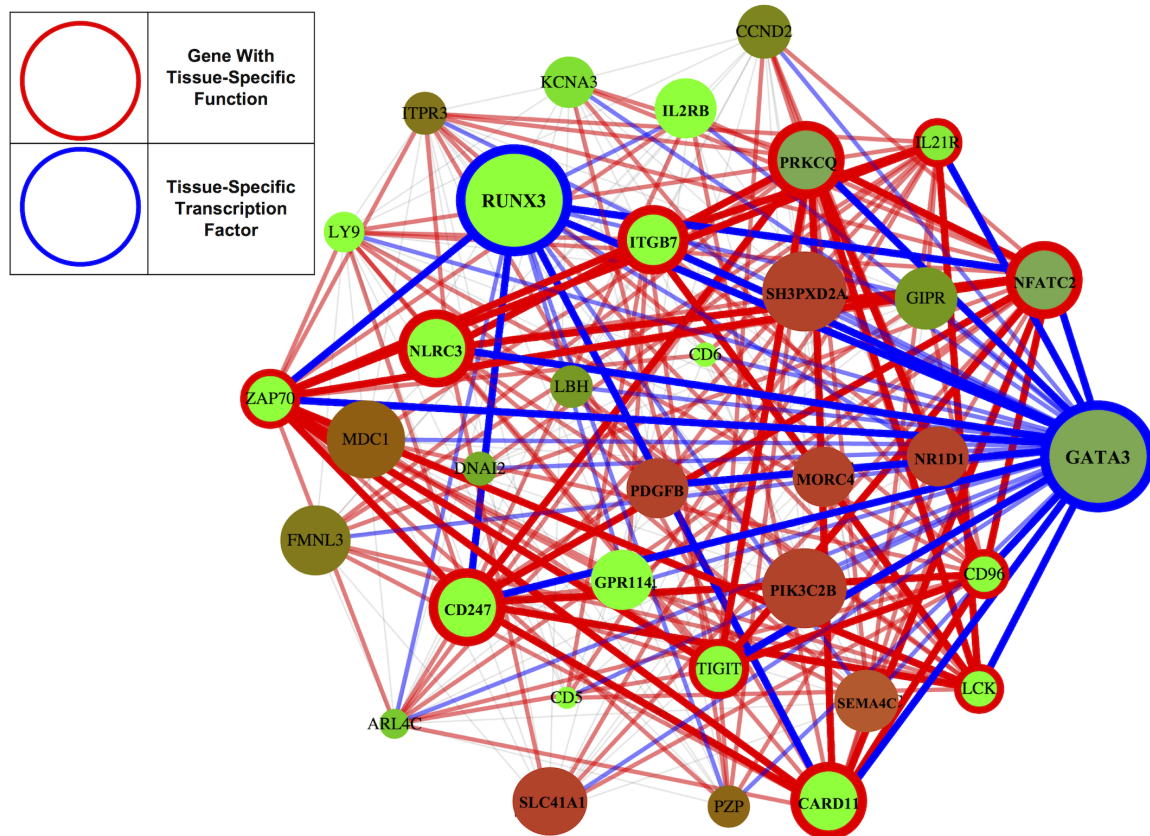 Gene With
Tissue-Specific
Function
Tissue-Specific
Transcription
Factor
CCND2
KCNA3
ITPR3
IL2RB
IL21R
PRKCQ
RUNX3
LY9
ITGB7
NFATC2
SH3PXD2A
GIPR
NLRC3
CD6
LBH
ZAP70
MDC1
GATA3
NR1D1
DNAI2
PDGFB
MORC4
FMNL3
CD96
GPR114
PIK3C2B
CD247
TIGIT
LCK
CD5
SEMA4C
ARL4C
SLC41A1
PZP
CARD11